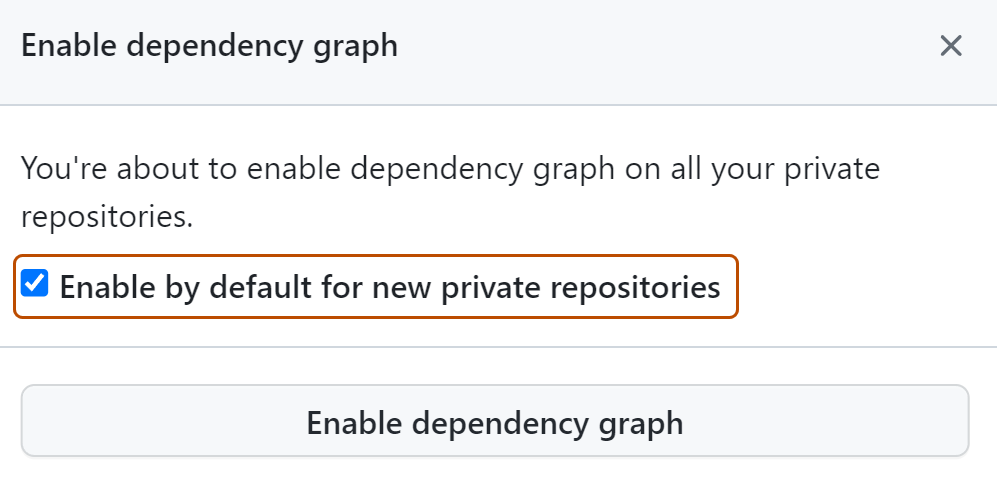 Enable dependency graph
You're about to enable dependency graph on all your private
repositories.
Enable by default for new private repositories
Enable dependency graph